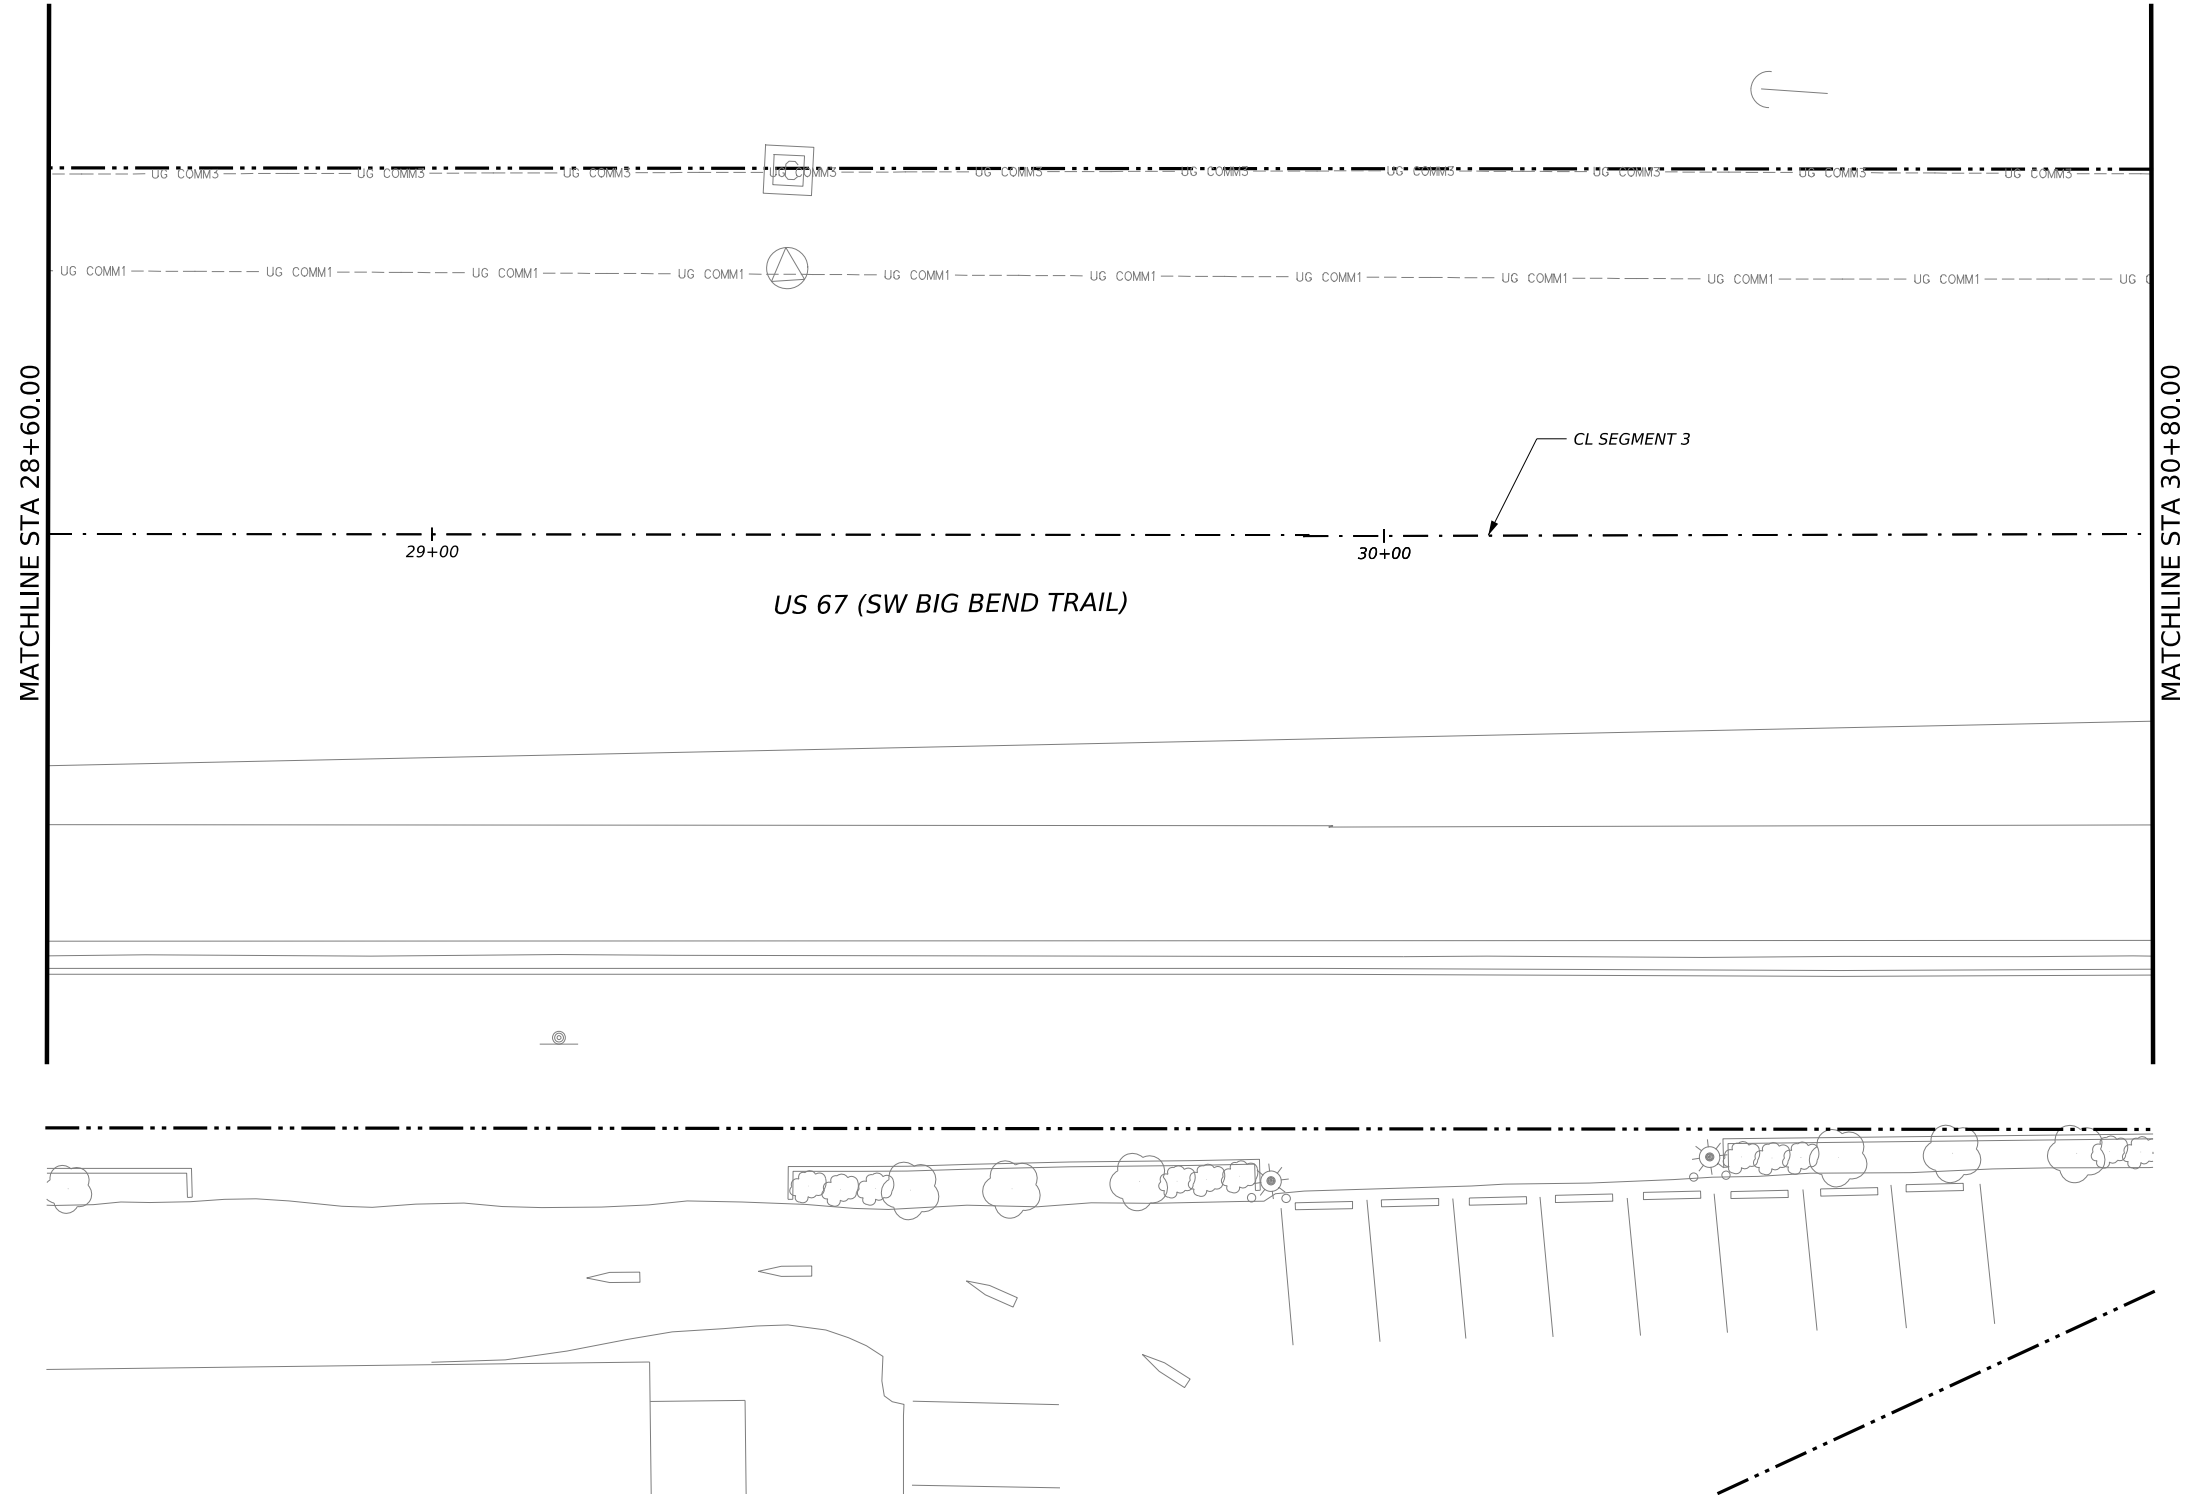 UG COMM3 UG COMM3 UG COMM3 UG COMM3 UG COMM3 UG COMM3 UG COMM3 UG COMM3 UG COMM3 UG COMM3
C
UG COMM1 UG COMM1 UG COMM1 UG COMM1 UG COMM1 UG COMM1 UG COMM1 UG COMM1 UG COMM1 UG COMM1 UG C
MATCHLINE STA 28+60.00
MATCHLINE STA 30+80.00
CL SEGMENT 3
29+00
30+00
US 67 (SW BIG BEND TRAIL)